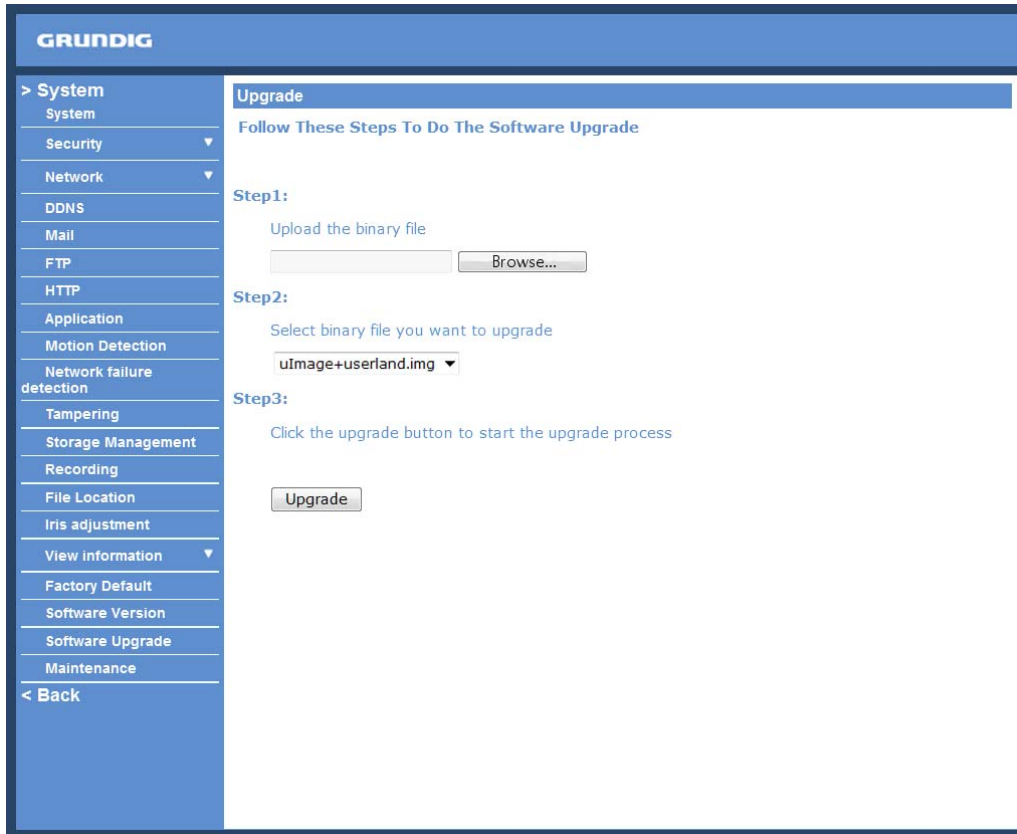 GRUNDIG
> System
System
Security
Network
DDNS
Mail
FTP
HTTP
Application
Motion Detection
Network failure
detection
Tampering
Storage Management
Recording
File Location
Iris adjustment
View information
Factory Default
Software Version
Software Upgrade
Maintenance
< Back
Upgrade
Follow These Steps To Do The Software Upgrade
Step1:
Upload the binary file
Browse...
Step2:
Select binary file you want to upgrade
uImage+userland.img
Step3:
Click the upgrade button to start the upgrade process
Upgrade